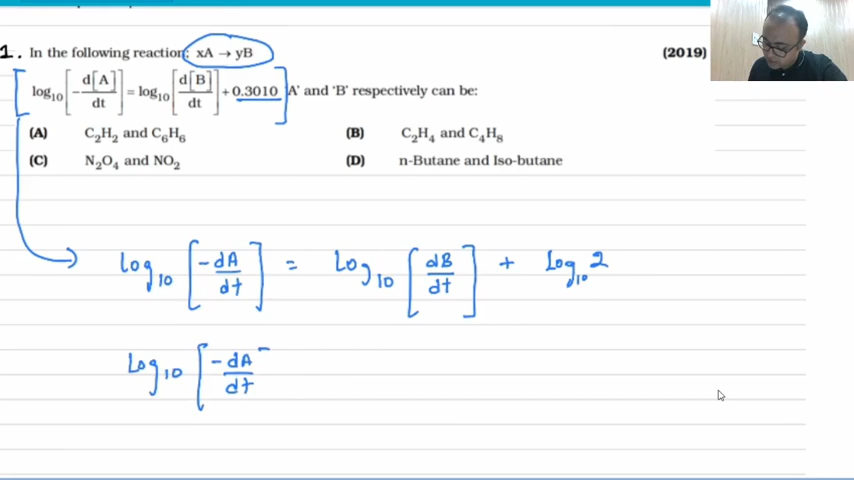 1. In the following reaction: xA → yB (2019)
log₁₀[-d[A]/dt] = log₁₀[d[B]/dt] + 0.3010 A' and 'B' respectively can be:
(A) C₂H₂ and C₆H₆ (B) C₂H₄ and C₄H₈
(C) N₂O₄ and NO₂ (D) n-Butane and Iso-butane
log₁₀[-dA/dt] = log₁₀[dB/dt] + log₁₀2
log₁₀[-dA/dt